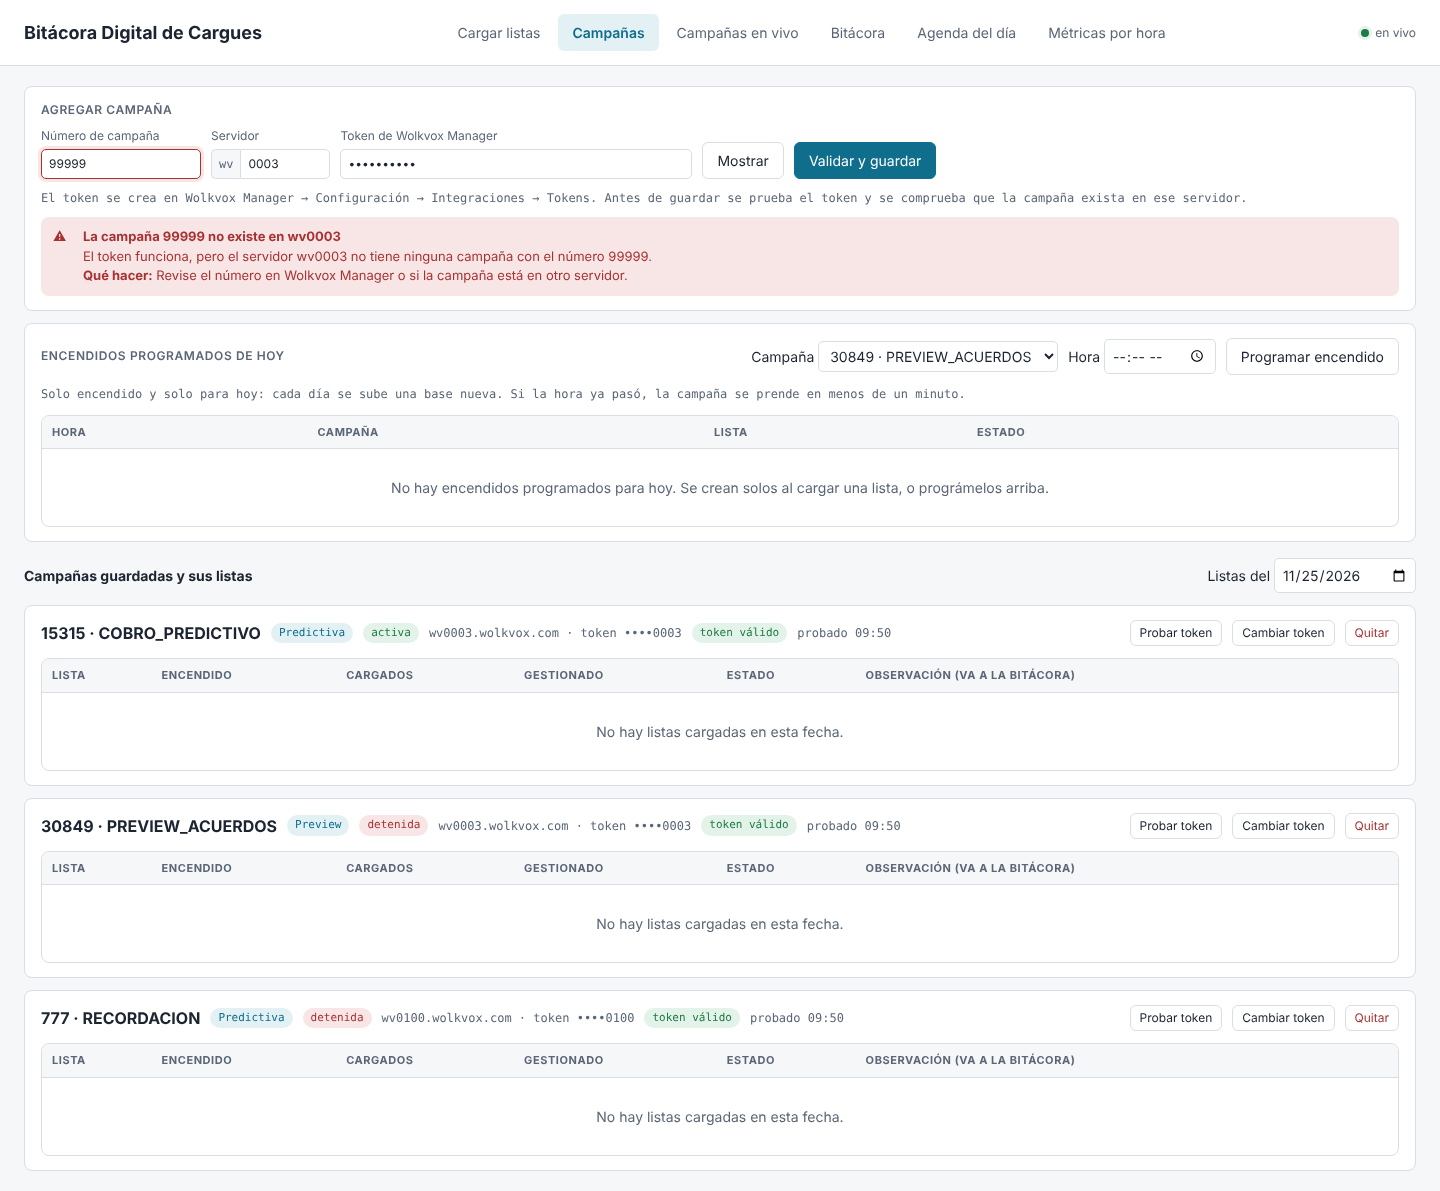 Bitácora Digital de Cargues
Cargar listas
Campañas
Campañas en vivo
Bitácora
Agenda del día
Métricas por hora
en vivo
AGREGAR CAMPAÑA
Número de campaña
Servidor
Token de Wolkvox Manager
99999
wv
0003
••••••••••
Mostrar
Validar y guardar
El token se crea en Wolkvox Manager → Configuración → Integraciones → Tokens. Antes de guardar se prueba el token y se comprueba que la campaña exista en ese servidor.
La campaña 99999 no existe en wv0003
El token funciona, pero el servidor wv0003 no tiene ninguna campaña con el número 99999.
Qué hacer: Revise el número en Wolkvox Manager o si la campaña está en otro servidor.
ENCENDIDOS PROGRAMADOS DE HOY
Campaña
30849 · PREVIEW_ACUERDOS
Hora
--:-- --
Programar encendido
Solo encendido y solo para hoy: cada día se sube una base nueva. Si la hora ya pasó, la campaña se prende en menos de un minuto.
HORA
CAMPAÑA
LISTA
ESTADO
No hay encendidos programados para hoy. Se crean solos al cargar una lista, o prográmelos arriba.
Campañas guardadas y sus listas
Listas del
11/25/2026
15315 · COBRO_PREDICTIVO
Predictiva
activa
wv0003.wolkvox.com · token ••••0003
token válido
probado 09:50
Probar token
Cambiar token
Quitar
LISTA
ENCENDIDO
CARGADOS
GESTIONADO
ESTADO
OBSERVACIÓN (VA A LA BITÁCORA)
No hay listas cargadas en esta fecha.
30849 · PREVIEW_ACUERDOS
Preview
detenida
wv0003.wolkvox.com · token ••••0003
token válido
probado 09:50
Probar token
Cambiar token
Quitar
LISTA
ENCENDIDO
CARGADOS
GESTIONADO
ESTADO
OBSERVACIÓN (VA A LA BITÁCORA)
No hay listas cargadas en esta fecha.
777 · RECORDACION
Predictiva
detenida
wv0100.wolkvox.com · token ••••0100
token válido
probado 09:50
Probar token
Cambiar token
Quitar
LISTA
ENCENDIDO
CARGADOS
GESTIONADO
ESTADO
OBSERVACIÓN (VA A LA BITÁCORA)
No hay listas cargadas en esta fecha.